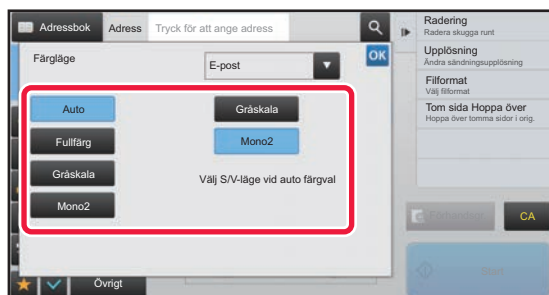 Adressbok
Adress
Tryck för att ange adress
Färgläge
E-post
OK
Auto
Fullfärg
Gråskala
Mono2
Gråskala
Mono2
Välj S/V-läge vid auto färgval
Övrigt
Radering
Radera skugga runt
Upplösning
Ändra sändningsupplösning
Filformat
Välj filformat
Tom sida Hoppa över
Hoppa över tomma sidor i orig.
CA